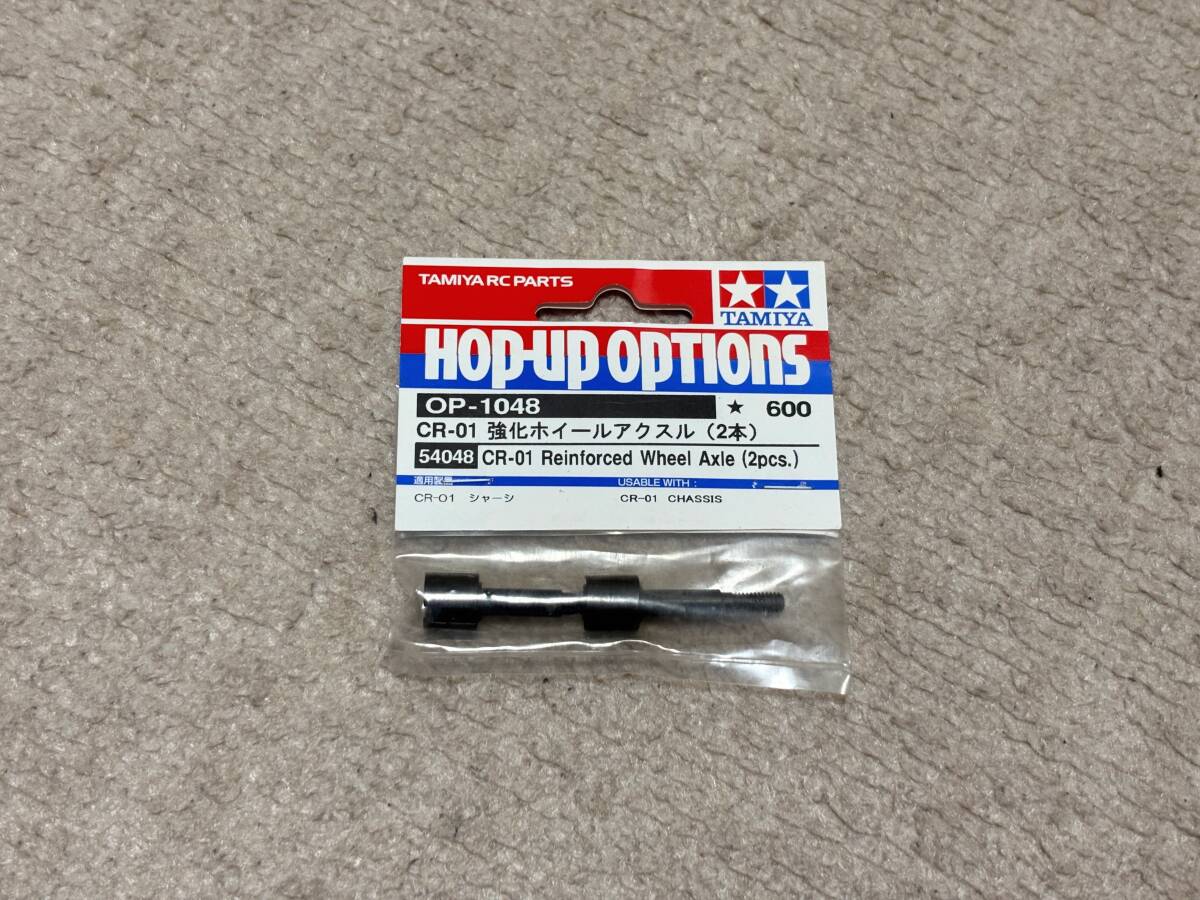 TAMIYA RC PARTS
TAMIYA
HOP-UP OPTIONS
OP-1048 ★ 600
CR-01 強化ホイールアクスル（2本）
54048 CR-01 Reinforced Wheel Axle (2pcs.)
適用製品 USABLE WITH :
CR-01 シャーシ CR-01 CHASSIS